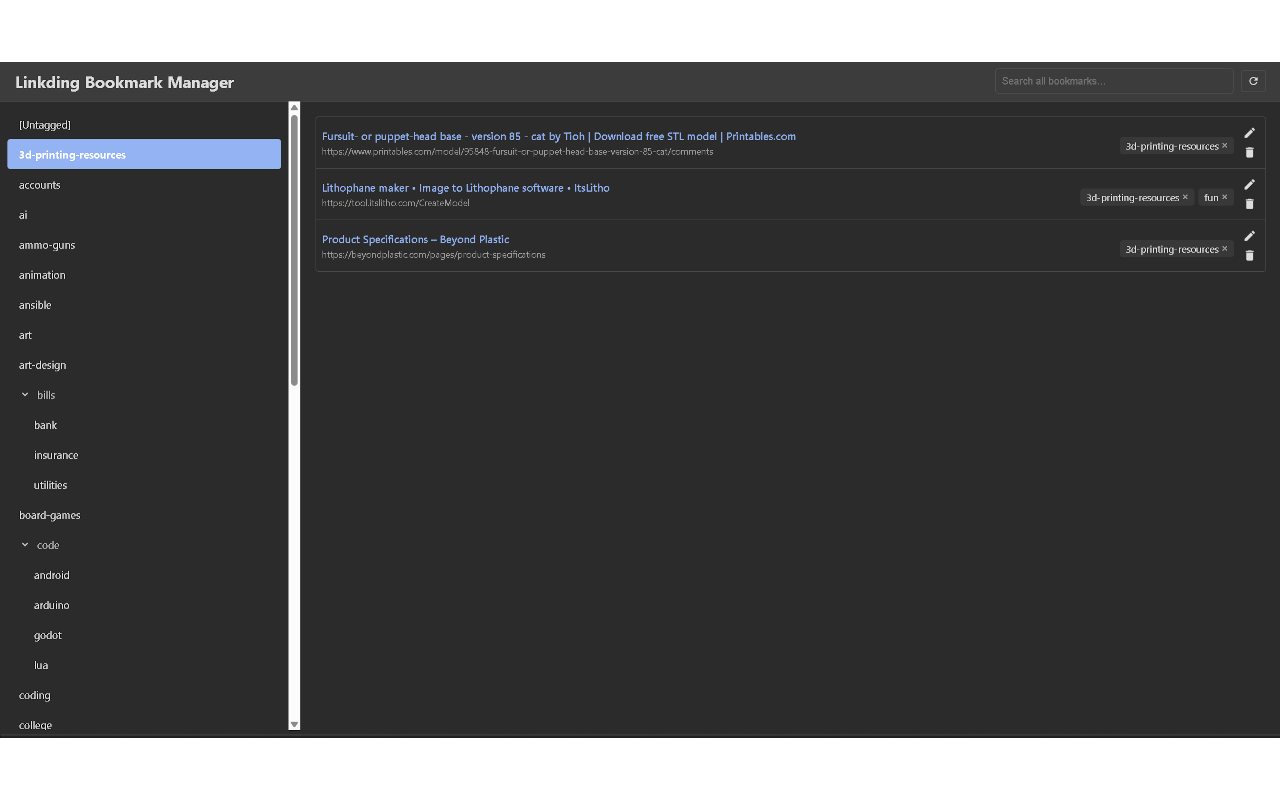 Linkding Bookmark Manager
Search all bookmarks...
[Untagged]
3d-printing-resources
accounts
ai
ammo-guns
animation
ansible
art
art-design
bills
bank
insurance
utilities
board-games
code
android
arduino
godot
lua
coding
college
Fursuit- or puppet-head base - version 85 - cat by Tioh | Download free STL model | Printables.com
https://www.printables.com/model/95848-fursuit-or-puppet-head-base-version-85-cat/comments
3d-printing-resources ×
Lithophane maker • Image to Lithophane software • ItsLitho
https://tool.itslitho.com/CreateModel
3d-printing-resources × fun ×
Product Specifications – Beyond Plastic
https://beyondplastic.com/pages/product-specifications
3d-printing-resources ×